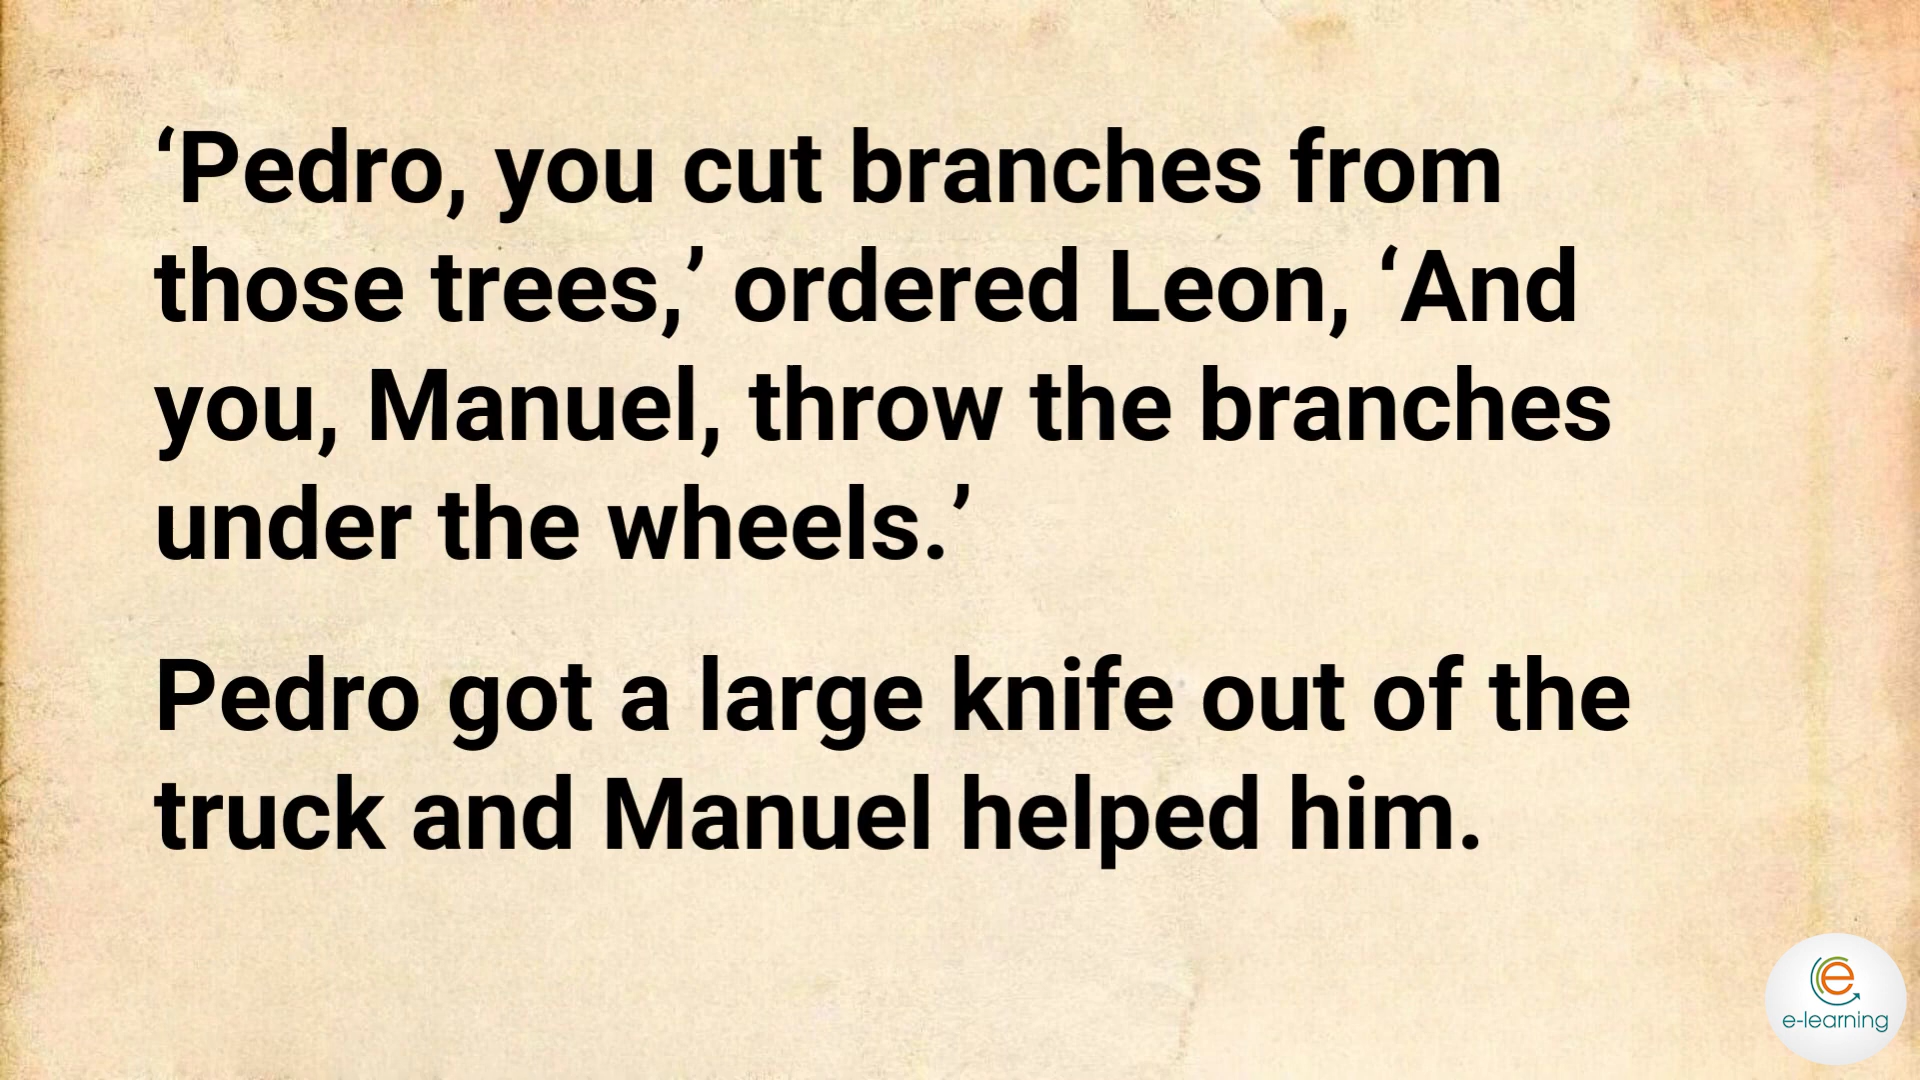 ‘Pedro, you cut branches from
those trees,’ ordered Leon, ‘And
you, Manuel, throw the branches
under the wheels.’
Pedro got a large knife out of the
truck and Manuel helped him.
e
e-learning